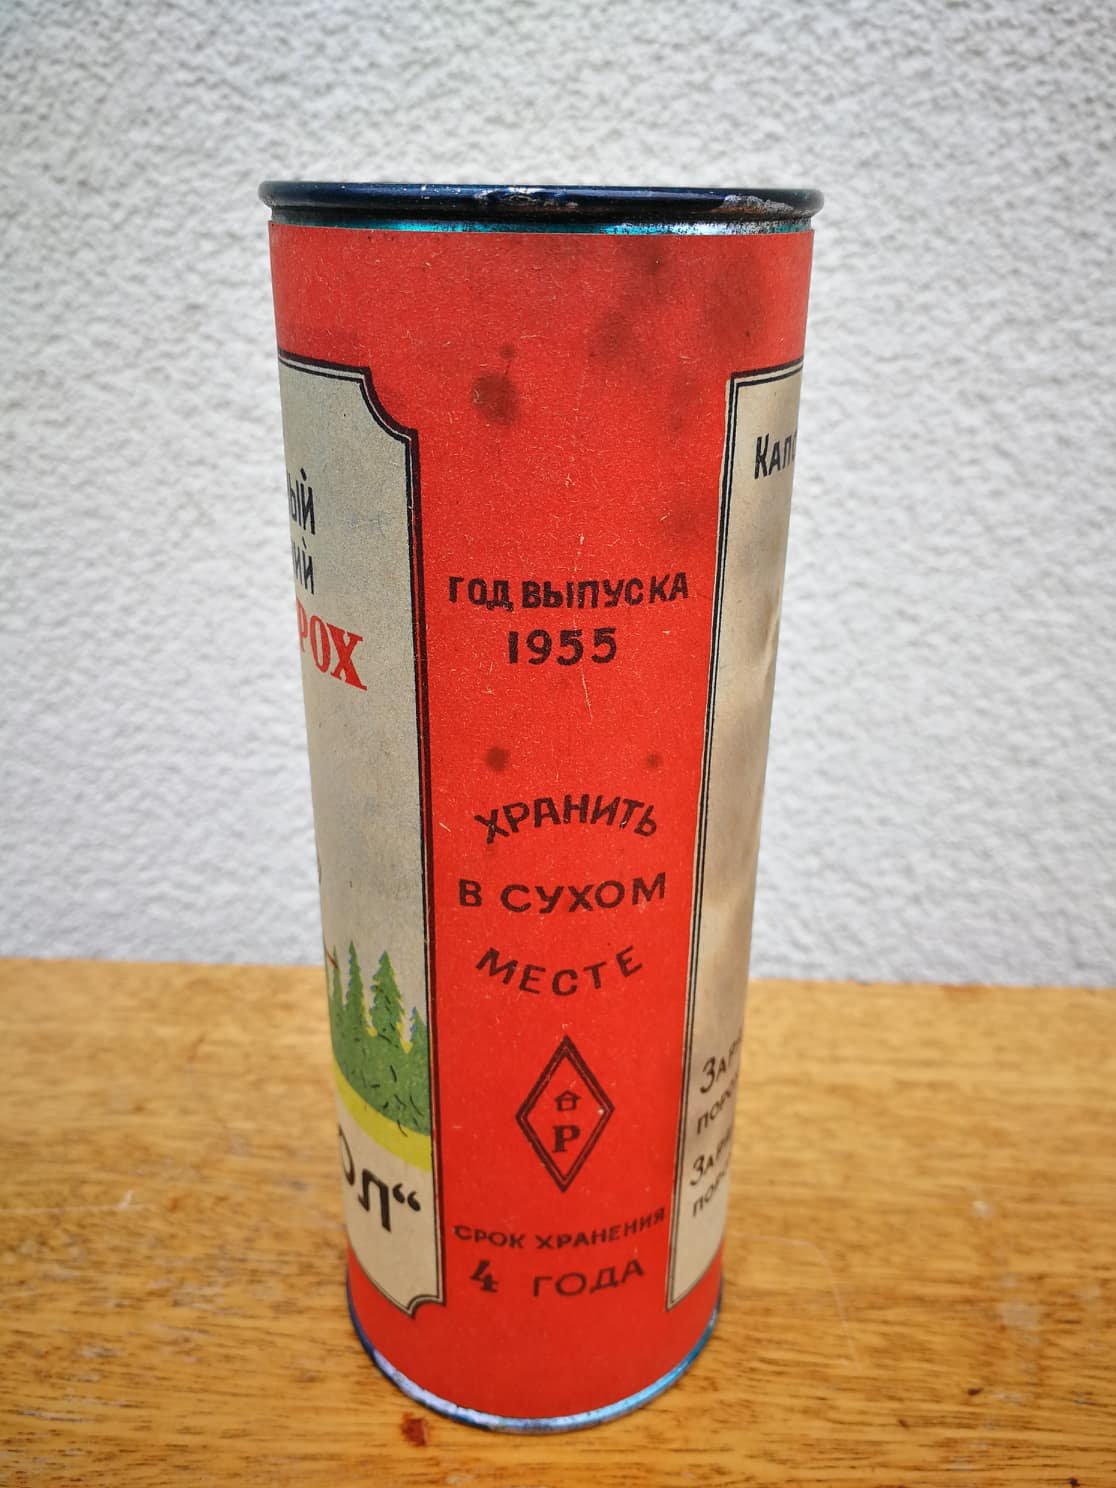 ГОД ВЫПУСКА
1955
ХРАНИТЬ
В СУХОМ
МЕСТЕ
Р
СРОК ХРАНЕНИЯ
4 ГОДА